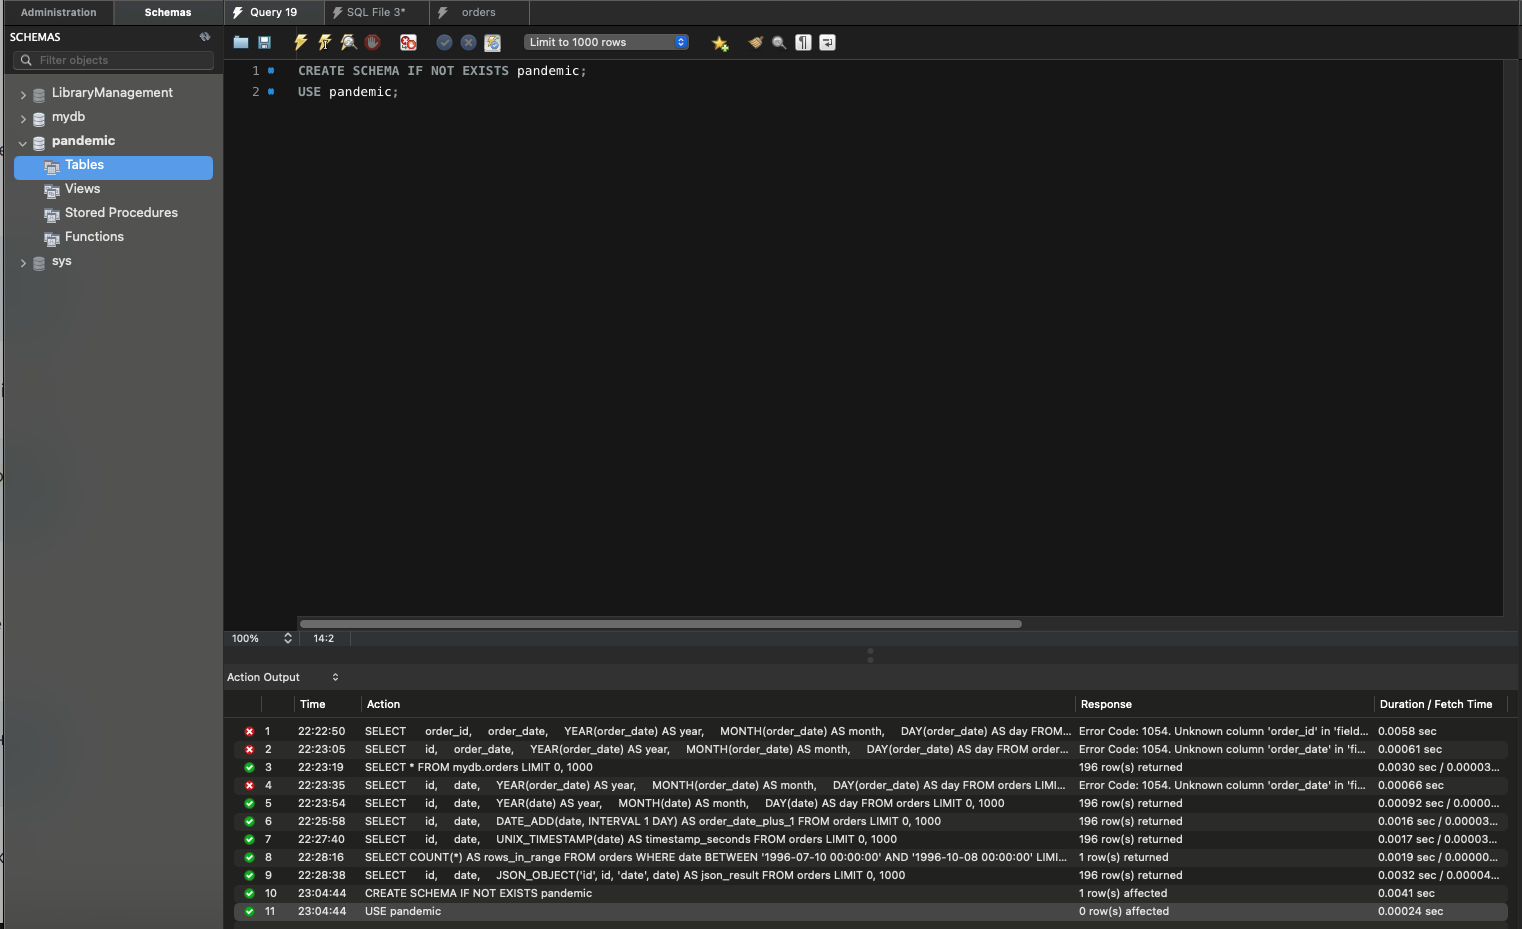 Administration Schemas Query 19 SQL File 3* orders
SCHEMAS
Filter objects
Limit to 1000 rows
LibraryManagement
mydb
pandemic
Tables
Views
Stored Procedures
Functions
sys
1 CREATE SCHEMA IF NOT EXISTS pandemic;
2 USE pandemic;
100% 14:2
Action Output
Time Action Response Duration / Fetch Time
1 22:22:50 SELECT order_id, order_date, YEAR(order_date) AS year, MONTH(order_date) AS month, DAY(order_date) AS day FROM... Error Code: 1054. Unknown column 'order_id' in 'field... 0.0058 sec
2 22:23:05 SELECT id, order_date, YEAR(order_date) AS year, MONTH(order_date) AS month, DAY(order_date) AS day FROM order... Error Code: 1054. Unknown column 'order_date' in 'fi... 0.00061 sec
3 22:23:19 SELECT * FROM mydb.orders LIMIT 0, 1000 196 row(s) returned 0.0030 sec / 0.00003...
4 22:23:35 SELECT id, date, YEAR(order_date) AS year, MONTH(order_date) AS month, DAY(order_date) AS day FROM orders LIMI... Error Code: 1054. Unknown column 'order_date' in 'fi... 0.00066 sec
5 22:23:54 SELECT id, date, YEAR(date) AS year, MONTH(date) AS month, DAY(date) AS day FROM orders LIMIT 0, 1000 196 row(s) returned 0.00092 sec / 0.0000...
6 22:25:58 SELECT id, date, DATE_ADD(date, INTERVAL 1 DAY) AS order_date_plus_1 FROM orders LIMIT 0, 1000 196 row(s) returned 0.0016 sec / 0.00003...
7 22:27:40 SELECT id, date, UNIX_TIMESTAMP(date) AS timestamp_seconds FROM orders LIMIT 0, 1000 196 row(s) returned 0.0017 sec / 0.00003...
8 22:28:16 SELECT COUNT(*) AS rows_in_range FROM orders WHERE date BETWEEN '1996-07-10 00:00:00' AND '1996-10-08 00:00:00' LIMI... 1 row(s) returned 0.0019 sec / 0.00000...
9 22:28:38 SELECT id, date, JSON_OBJECT('id', id, 'date', date) AS json_result FROM orders LIMIT 0, 1000 196 row(s) returned 0.0032 sec / 0.00004...
10 23:04:44 CREATE SCHEMA IF NOT EXISTS pandemic 1 row(s) affected 0.0041 sec
11 23:04:44 USE pandemic 0 row(s) affected 0.00024 sec